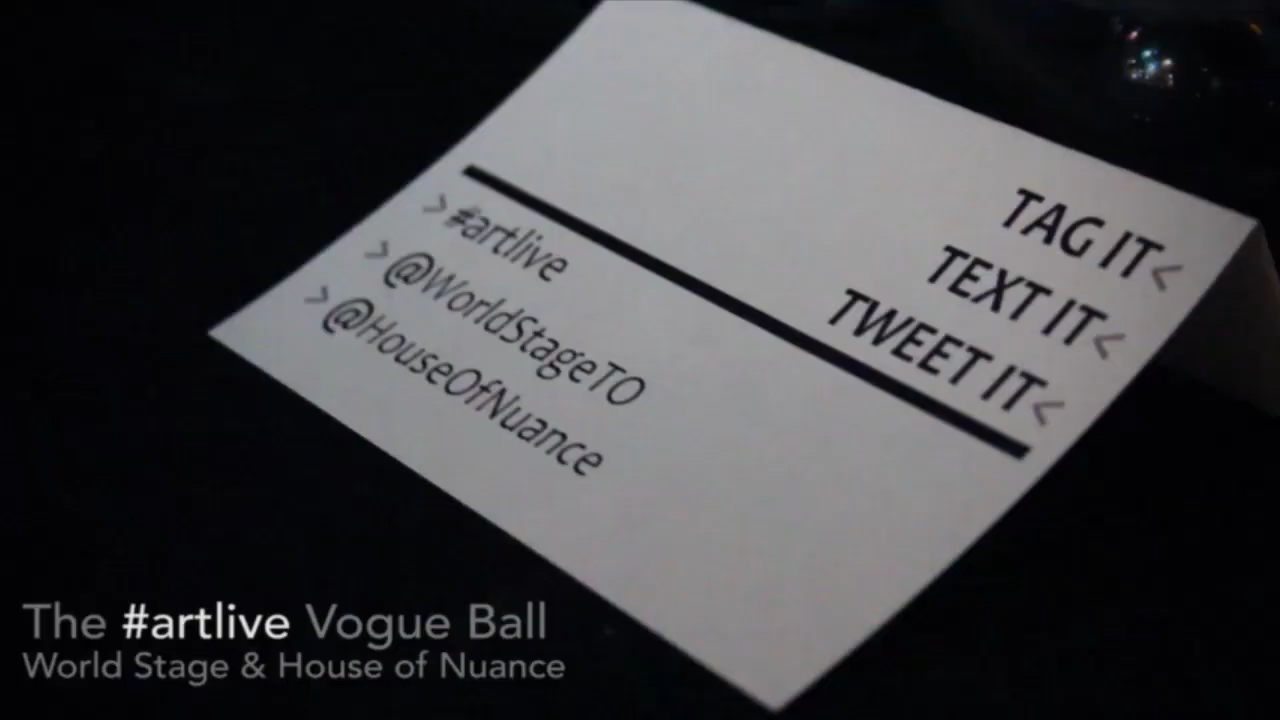 TAG IT<
TEXT IT<
TWEET IT<
> #artlive
> @WorldStageTO
> @HouseOfNuance
The #artlive Vogue Ball
World Stage & House of Nuance